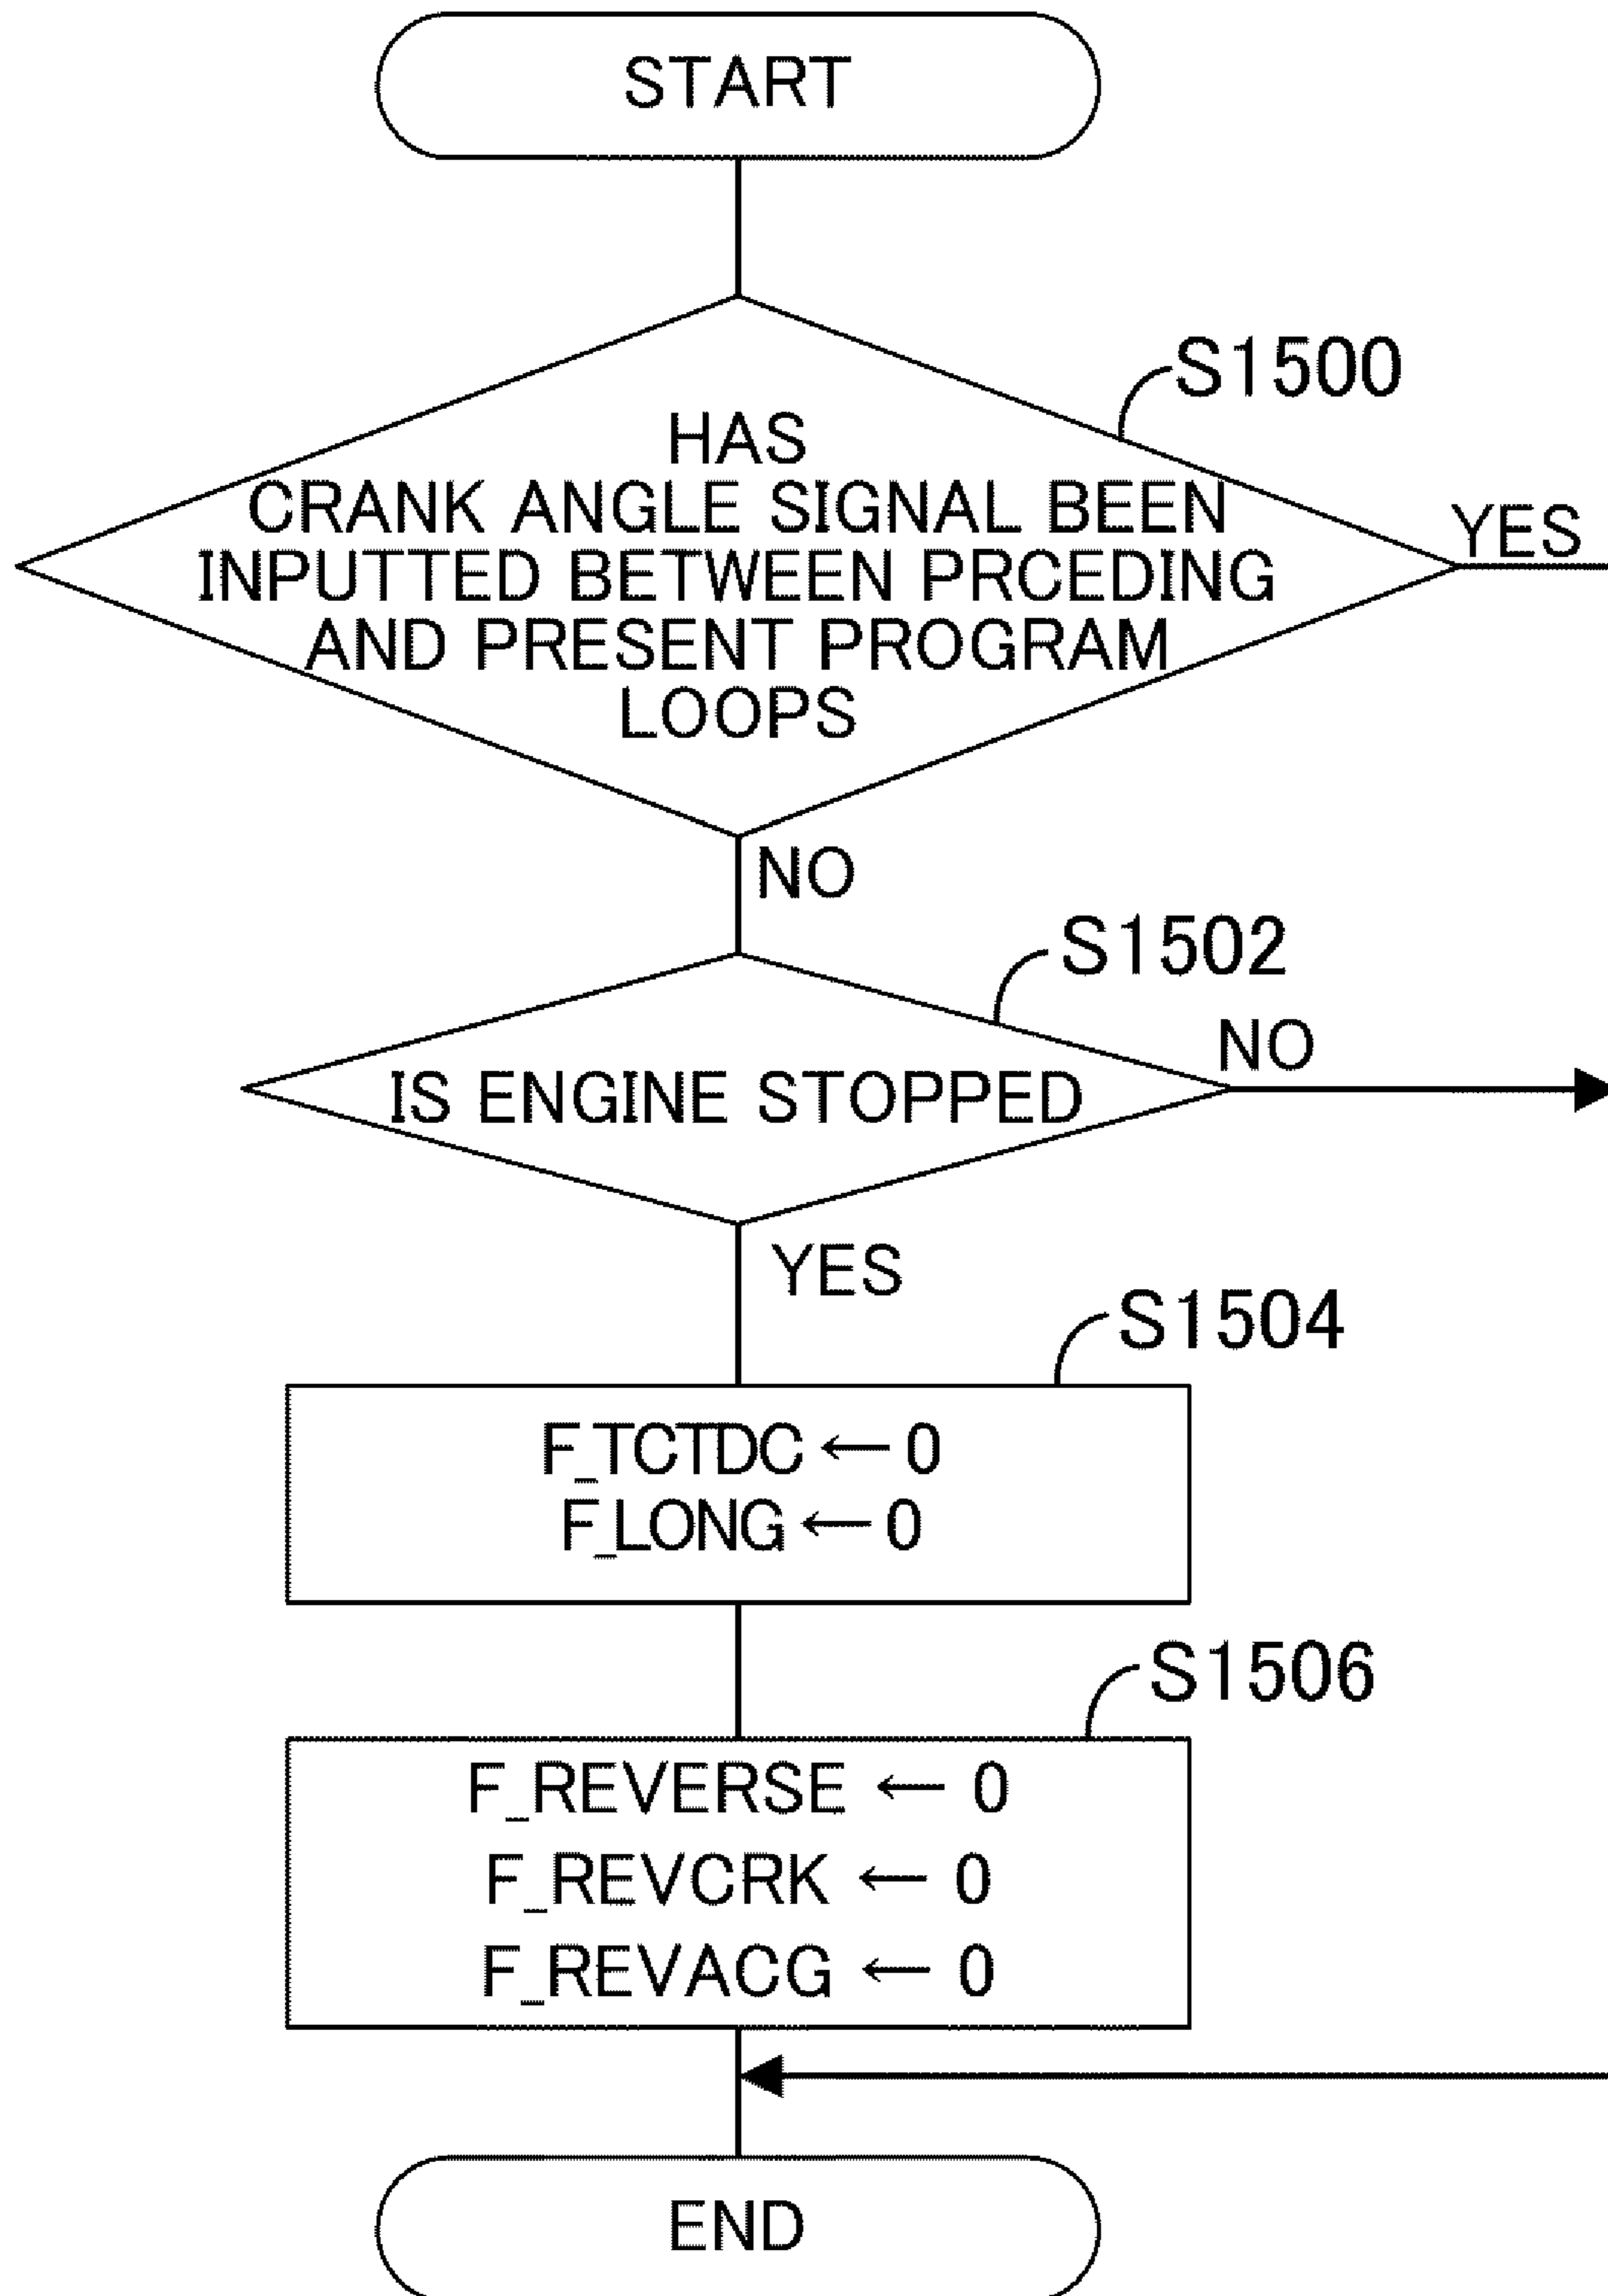 START
S1500
HAS
CRANK ANGLE SIGNAL BEEN
INPUTTED BETWEEN PRCEDING
AND PRESENT PROGRAM
LOOPS
YES
NO
S1502
IS ENGINE STOPPED
NO
YES
S1504
F_TCTDC ← 0
F_LONG ← 0
S1506
F_REVERSE ← 0
F_REVCRK ← 0
F_REVACG ← 0
END